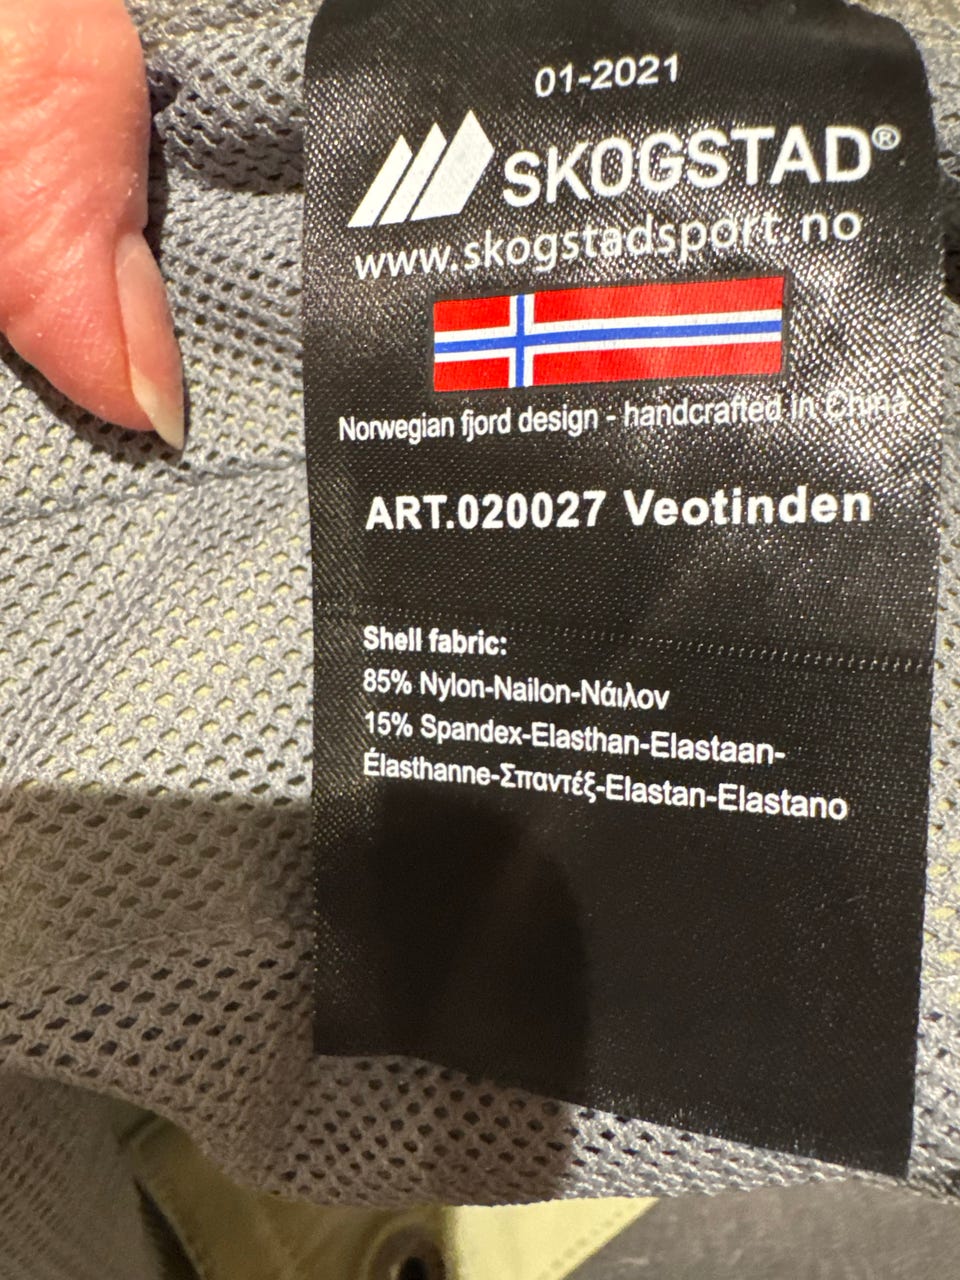 01-2021
SKOGSTAD®
www.skogstadsport.no
Norwegian fjord design - handcrafted in China
ART.020027 Veotinden
Shell fabric:
85% Nylon-Nailon-Νάιλον
15% Spandex-Elasthan-Elastaan-
Élasthanne-Σπαντέξ-Elastan-Elastano